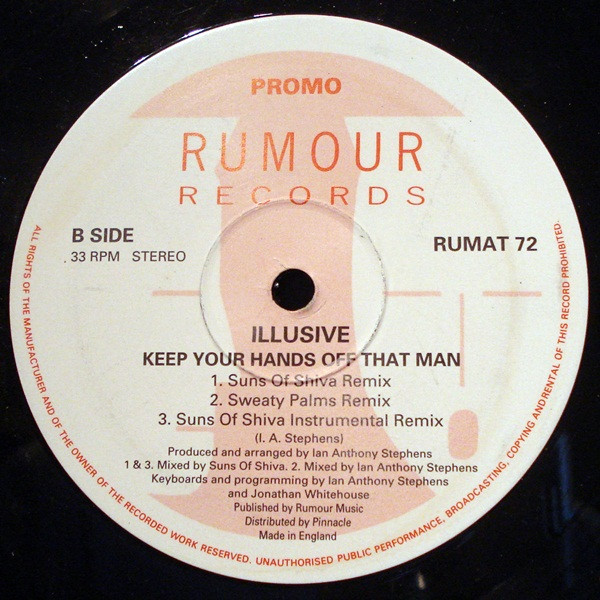 PROMO
RUMOUR
RECORDS
B SIDE
33 RPM STEREO
RUMAT 72
ILLUSIVE
KEEP YOUR HANDS OFF THAT MAN
1. Suns Of Shiva Remix
2. Sweaty Palms Remix
3. Suns Of Shiva Instrumental Remix
(I. A. Stephens)
Produced and arranged by Ian Anthony Stephens
1 & 3. Mixed by Suns Of Shiva. 2. Mixed by Ian Anthony Stephens
Keyboards and programming by Ian Anthony Stephens
and Jonathan Whitehouse
Published by Rumour Music
Distributed by Pinnacle
Made in England
ALL RIGHTS OF THE MANUFACTURER AND OF THE OWNER OF THE RECORDED WORK RESERVED. UNAUTHORISED PUBLIC PERFORMANCE, BROADCASTING, COPYING AND RENTAL OF THIS RECORD PROHIBITED.